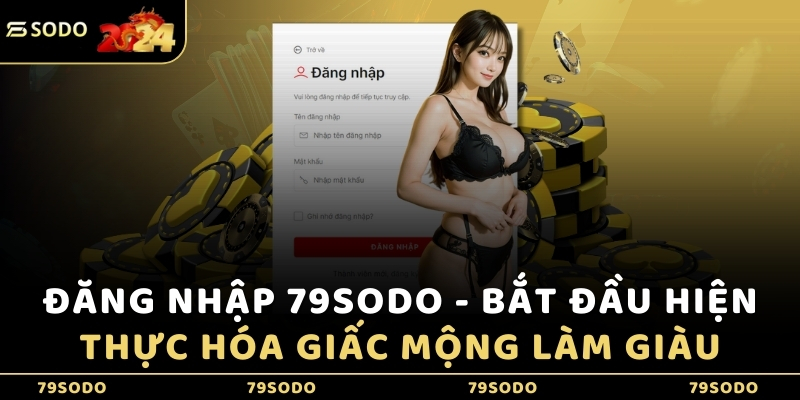 SODO 2024
Trở về
Đăng nhập
Vui lòng đăng nhập để tiếp tục truy cập.
Tên đăng nhập
Nhập tên đăng nhập
Mật khẩu
Nhập mật khẩu
Ghi nhớ đăng nhập?
ĐĂNG NHẬP
ĐĂNG NHẬP 79SODO - BẮT ĐẦU HIỆN
THỰC HÓA GIẤC MỘNG LÀM GIÀU
79SODO 79SODO 79SODO 79SODO